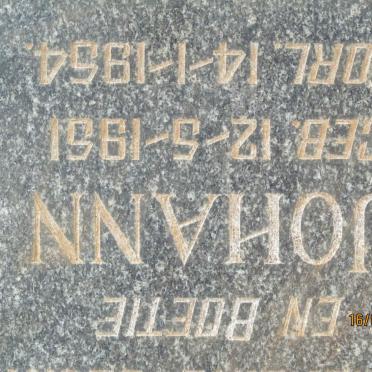 EN BOETIE
JOHANN
GEB. 12-5-1951
ORL. 14-1-1954.
16/